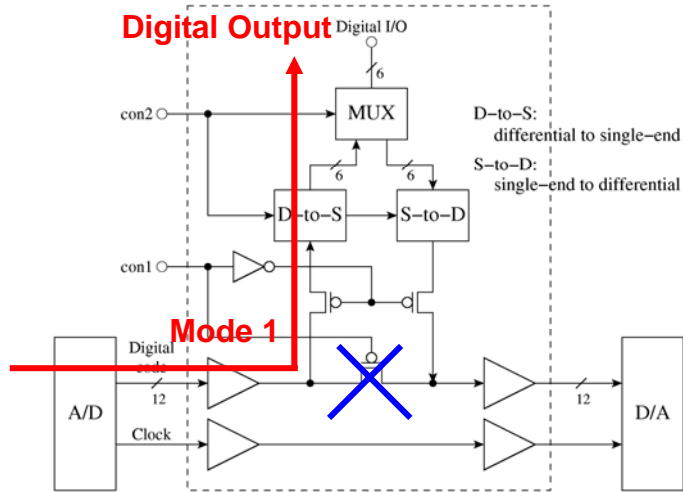 Digital Output
Digital I/O
6
con2
MUX
D-to-S:
differential to single-end
S-to-D:
single-end to differential
6
6
D-to-S
S-to-D
con1
Mode 1
Digital
code
12
12
A/D
D/A
Clock